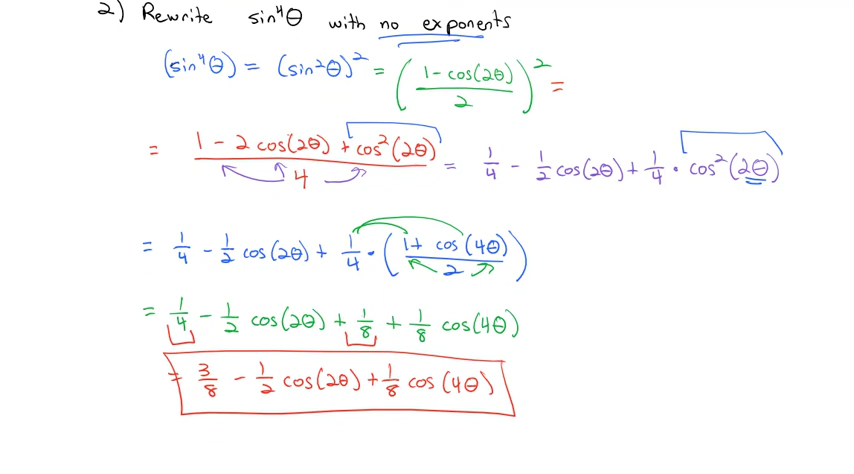 2) Rewrite sin⁴θ with no exponents
(sin⁴θ) = (sin²θ)² = ((1 - cos(2θ))/2)² =
= (1 - 2 cos(2θ) + cos²(2θ))/4 = 1/4 - 1/2 cos(2θ) + 1/4 · cos²(2θ)
= 1/4 - 1/2 cos(2θ) + 1/4 · ((1 + cos(4θ))/2)
= 1/4 - 1/2 cos(2θ) + 1/8 + 1/8 cos(4θ)
= 3/8 - 1/2 cos(2θ) + 1/8 cos(4θ)